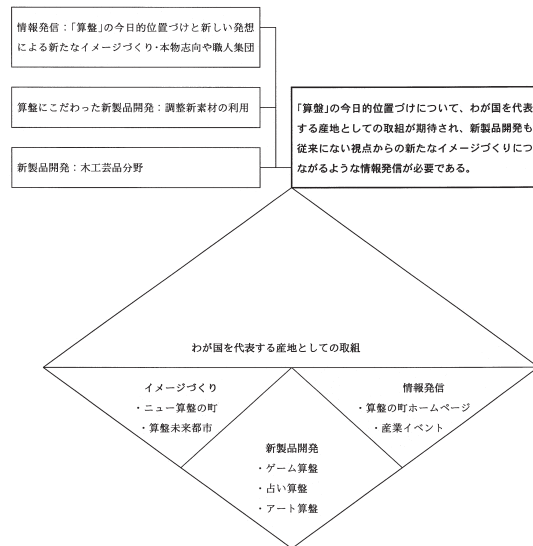 情報発信：「算盤」の今日的位置づけと新しい発想
による新たなイメージづくり・本物志向や職人集団
算盤にこだわった新製品開発：調整新素材の利用
新製品開発：木工芸品分野
「算盤」の今日的位置づけについて、わが国を代表
する産地としての取組が期待され、新製品開発も
従来にない視点からの新たなイメージづくりにつ
ながるような情報発信が必要である。
わが国を代表する産地としての取組
イメージづくり
・ニュー算盤の町
・算盤未来都市
情報発信
・算盤の町ホームページ
・産業イベント
新製品開発
・ゲーム算盤
・占い算盤
・アート算盤